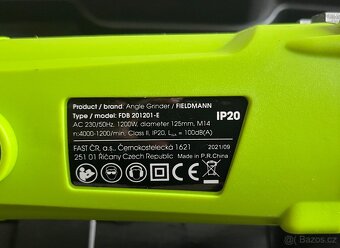 Product / brand: Angle Grinder / FIELDMANN
Type / model: FDB 201201-E
IP20
AC 230/50Hz, 1200W, diameter 125mm, M14
n:4000-1200/min, Class II, IP20, LWA = 100dB(A)
FAST ČR, a.s., Černokostelecká 1621
251 01 Říčany Czech Republic
2021/09
Made in P.R.China
CE
Bazos.cz